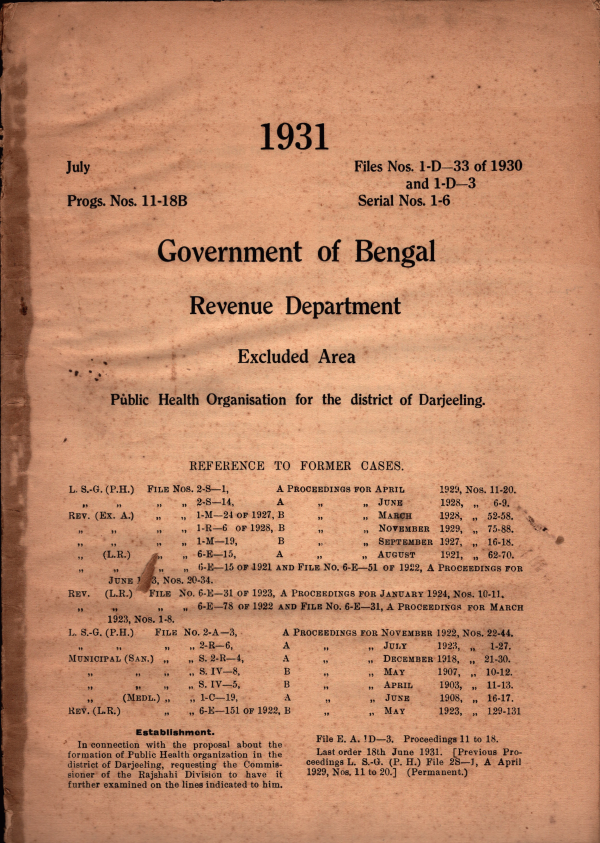 1931
July
Files Nos. 1-D—33 of 1930
and 1-D—3
Progs. Nos. 11-18B
Serial Nos. 1-6
Government of Bengal
Revenue Department
Excluded Area
Public Health Organisation for the district of Darjeeling.
REFERENCE TO FORMER CASES.
L. S.-G. (P.H.) FILE NOS. 2-S—1, A PROCEEDINGS FOR APRIL 1929, NOS. 11-20.
„ „ „ „ 2-S—14, A „ „ JUNE 1928, „ 6-9.
REV. (EX. A.) „ „ 1-M—24 OF 1927, B „ „ MARCH 1928, „ 52-58.
„ „ „ „ 1-R—6 OF 1928, B „ „ NOVEMBER 1929, „ 75-88.
„ „ „ „ 1-M—19, B „ „ SEPTEMBER 1927, „ 16-18.
„ (L.R.) „ „ 6-E—15, A „ „ AUGUST 1921, „ 62-70.
„ „ „ „ 6-E—15 OF 1921 AND FILE NO. 6-E—51 OF 1922, A PROCEEDINGS FOR
JUNE 3, NOS. 20-34.
REV. (L.R.) FILE NO. 6-E—31 OF 1923, A PROCEEDINGS FOR JANUARY 1924, NOS. 10-11.
„ „ „ „ 6-E—78 OF 1922 AND FILE NO. 6-E—31, A PROCEEDINGS FOR MARCH
1923, NOS. 1-8.
L. S.-G. (P.H.) FILE NO. 2-A—3, A PROCEEDINGS FOR NOVEMBER 1922, NOS. 22-44.
„ „ „ „ 2-R—6, A „ „ JULY 1923, „ 1-27.
MUNICIPAL (SAN.) „ „ S. 2-R—4, A „ „ DECEMBER 1918, „ 21-30.
„ „ „ „ S. IV—8, B „ „ MAY 1907, „ 10-12.
„ „ „ „ S. IV—5, B „ „ APRIL 1903, „ 11-13.
„ (MEDL.) „ „ 1-C—19, A „ „ JUNE 1908, „ 16-17.
REV. (L.R.) „ „ 6-E—151 OF 1922, B „ „ MAY 1923, „ 129-131
Establishment.
In connection with the proposal about the
formation of Public Health organization in the
district of Darjeeling, requesting the Commis-
sioner of the Rajshahi Division to have it
further examined on the lines indicated to him.
File E. A. 1D—3. Proceedings 11 to 18.
Last order 18th June 1931. [Previous Pro-
ceedings L. S.-G. (P. H.) File 2S—1, A April
1929, Nos. 11 to 20.] (Permanent.)